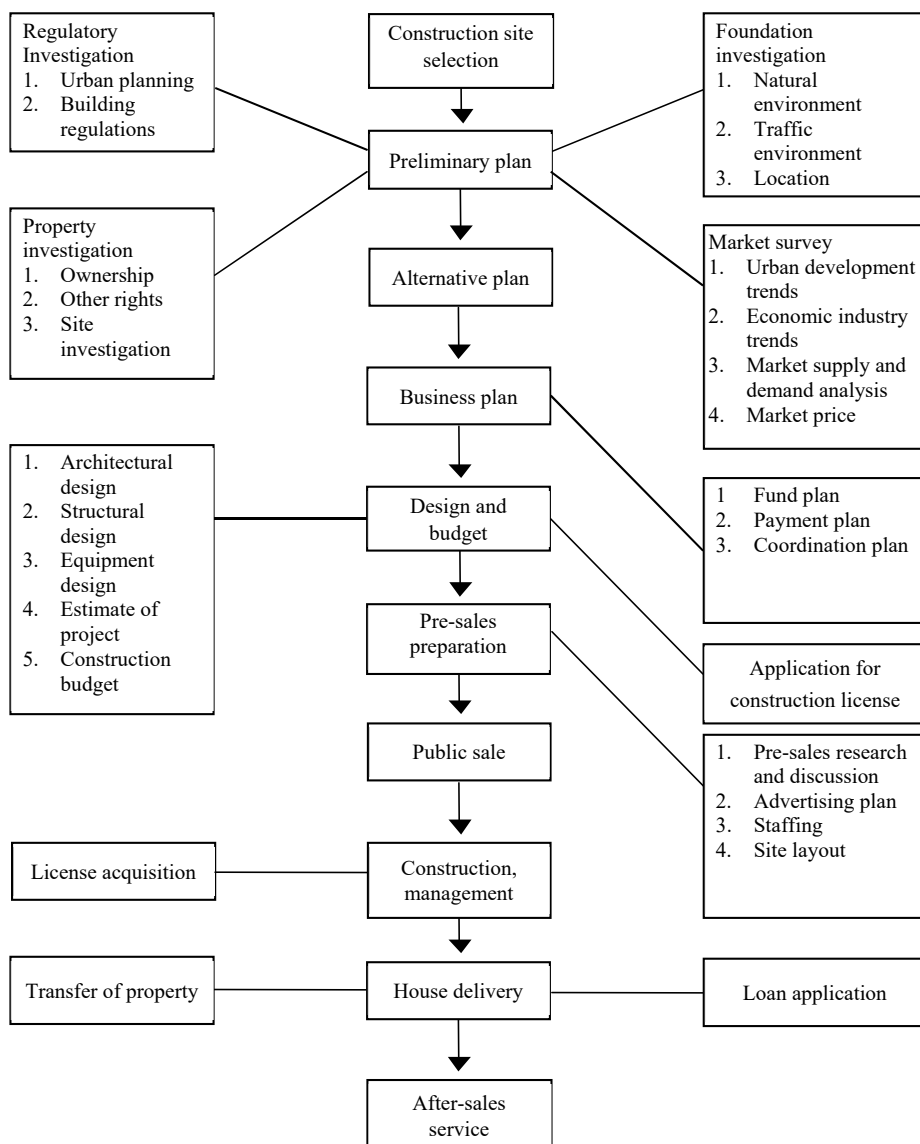 Regulatory
Investigation
1. Urban planning
2. Building
regulations
Construction site
selection
Foundation
investigation
1. Natural
environment
2. Traffic
environment
3. Location
Preliminary plan
Property
investigation
1. Ownership
2. Other rights
3. Site
investigation
Alternative plan
Market survey
1. Urban development
trends
2. Economic industry
trends
3. Market supply and
demand analysis
4. Market price
Business plan
1. Architectural
design
2. Structural
design
3. Equipment
design
4. Estimate of
project
5. Construction
budget
Design and
budget
1 Fund plan
2. Payment plan
3. Coordination plan
Pre-sales
preparation
Application for
construction license
Public sale
1. Pre-sales research
and discussion
2. Advertising plan
3. Staffing
4. Site layout
License acquisition
Construction,
management
Transfer of property
House delivery
Loan application
After-sales
service